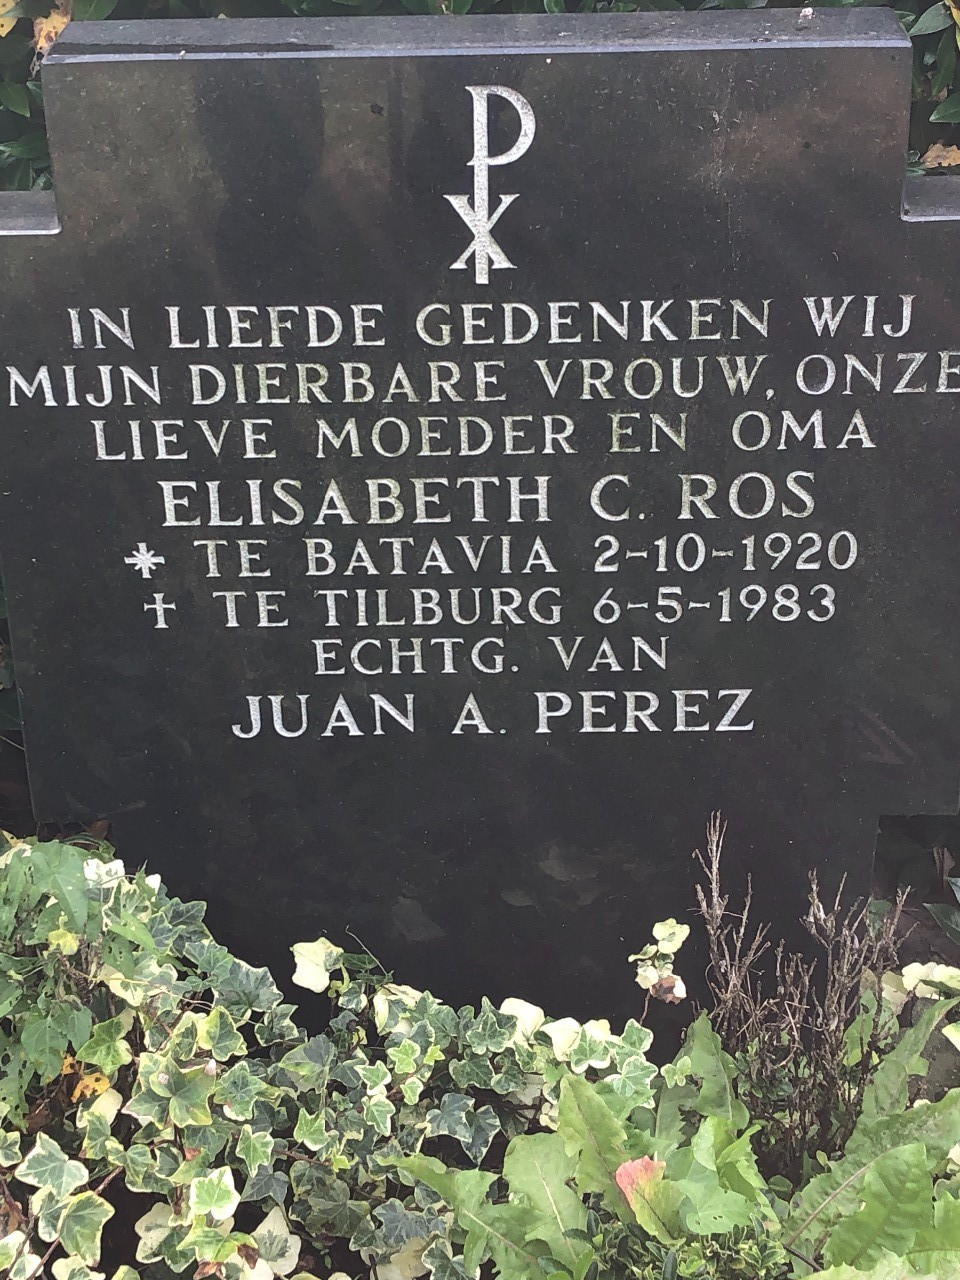 IN LIEFDE GEDENKEN WIJ
MIJN DIERBARE VROUW, ONZE
LIEVE MOEDER EN OMA
ELISABETH C. ROS
* TE BATAVIA 2-10-1920
† TE TILBURG 6-5-1983
ECHTG. VAN
JUAN A. PEREZ